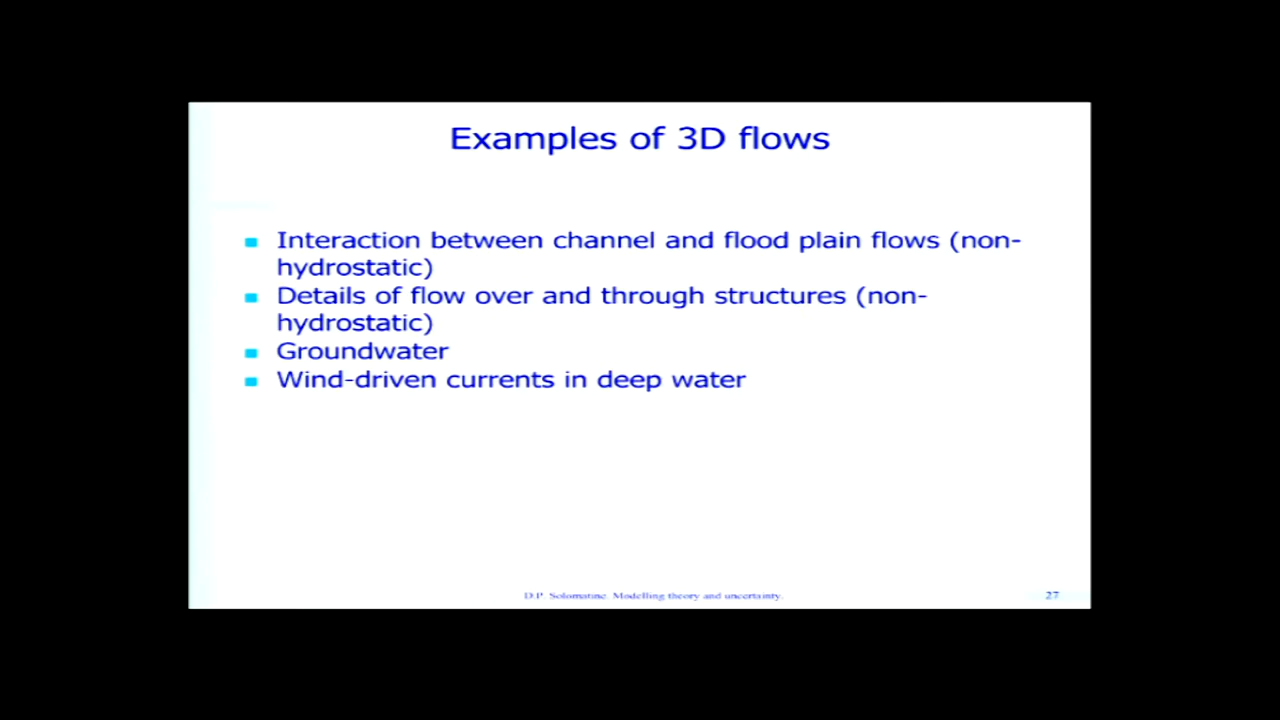 Examples of 3D flows
Interaction between channel and flood plain flows (non-
hydrostatic)
Details of flow over and through structures (non-
hydrostatic)
Groundwater
Wind-driven currents in deep water
D.P. Solomatine. Modelling theory and uncertainty.
27